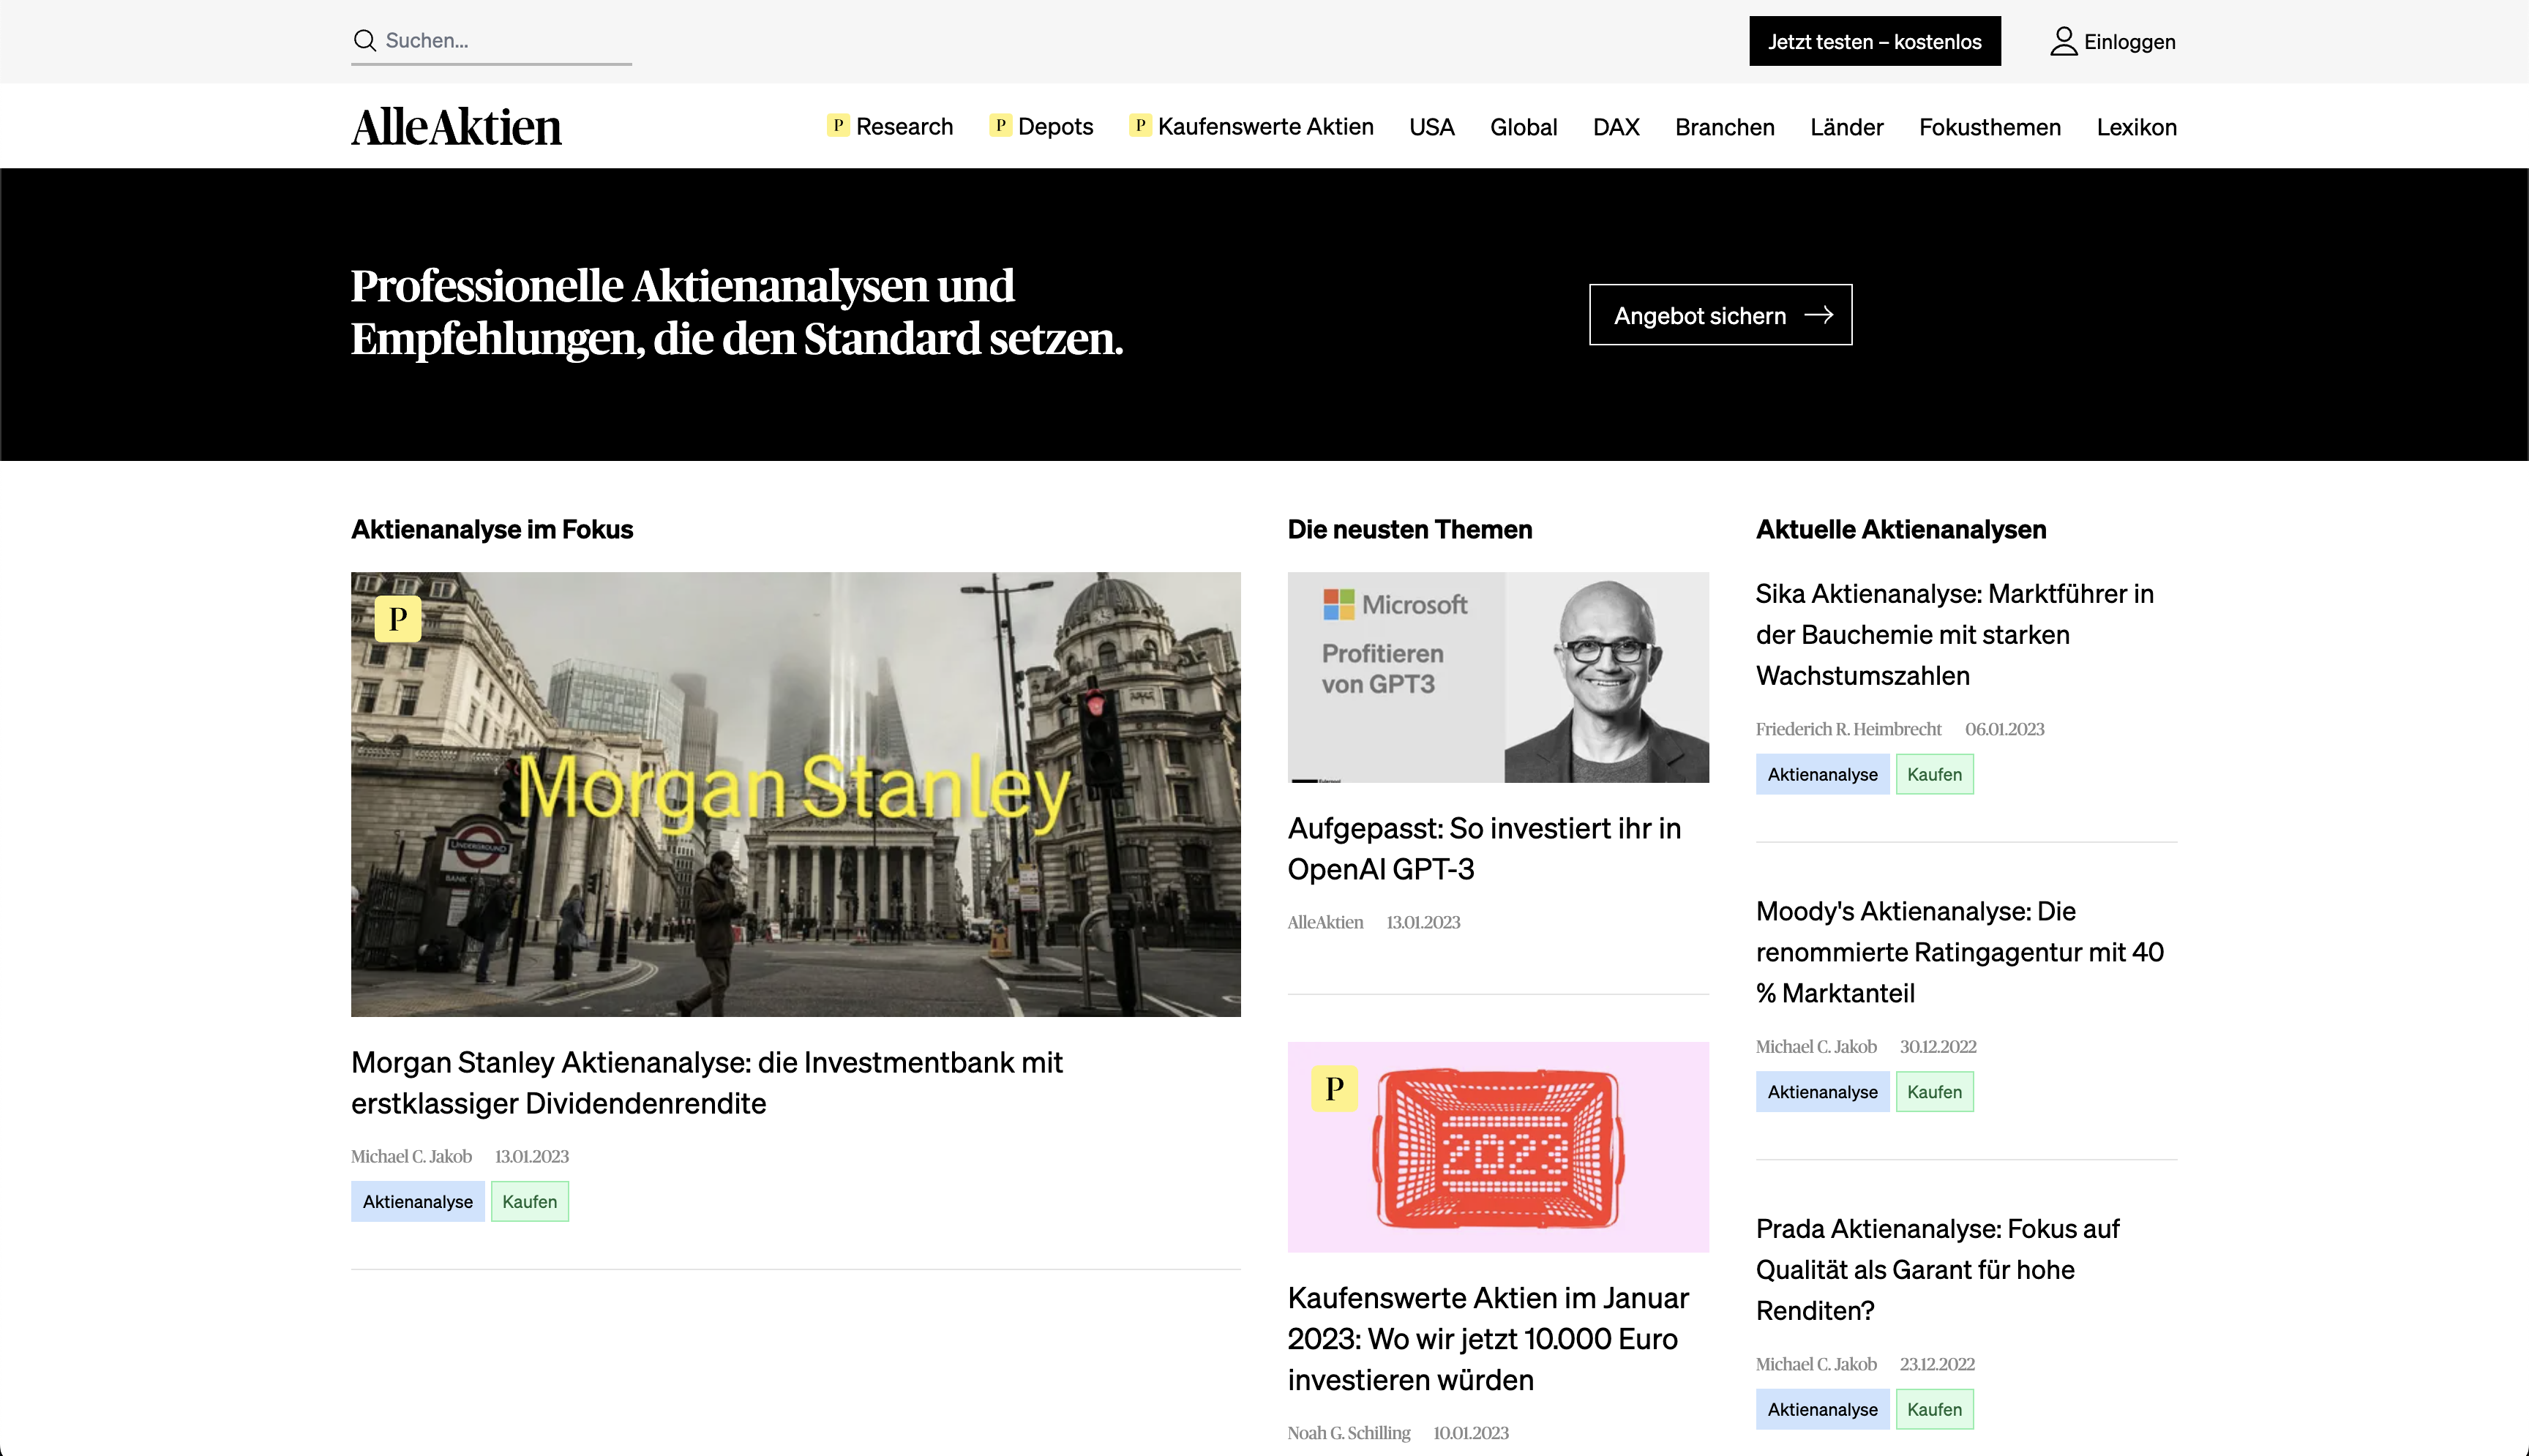 Suchen...
Jetzt testen – kostenlos
Einloggen
AlleAktien
P Research
P Depots
P Kaufenswerte Aktien
USA
Global
DAX
Branchen
Länder
Fokusthemen
Lexikon
Professionelle Aktienanalysen und
Empfehlungen, die den Standard setzen.
Angebot sichern
Aktienanalyse im Fokus
P
Morgan Stanley
UNDERGROUND
BANK
Morgan Stanley Aktienanalyse: die Investmentbank mit
erstklassiger Dividendenrendite
Michael C. Jakob 13.01.2023
Aktienanalyse Kaufen
Die neusten Themen
Microsoft
Profitieren
von GPT3
Aufgepasst: So investiert ihr in
OpenAI GPT-3
AlleAktien 13.01.2023
P
2023
Kaufenswerte Aktien im Januar
2023: Wo wir jetzt 10.000 Euro
investieren würden
Noah G. Schilling 10.01.2023
Aktuelle Aktienanalysen
Sika Aktienanalyse: Marktführer in
der Bauchemie mit starken
Wachstumszahlen
Friederich R. Heimbrecht 06.01.2023
Aktienanalyse Kaufen
Moody's Aktienanalyse: Die
renommierte Ratingagentur mit 40
% Marktanteil
Michael C. Jakob 30.12.2022
Aktienanalyse Kaufen
Prada Aktienanalyse: Fokus auf
Qualität als Garant für hohe
Renditen?
Michael C. Jakob 23.12.2022
Aktienanalyse Kaufen